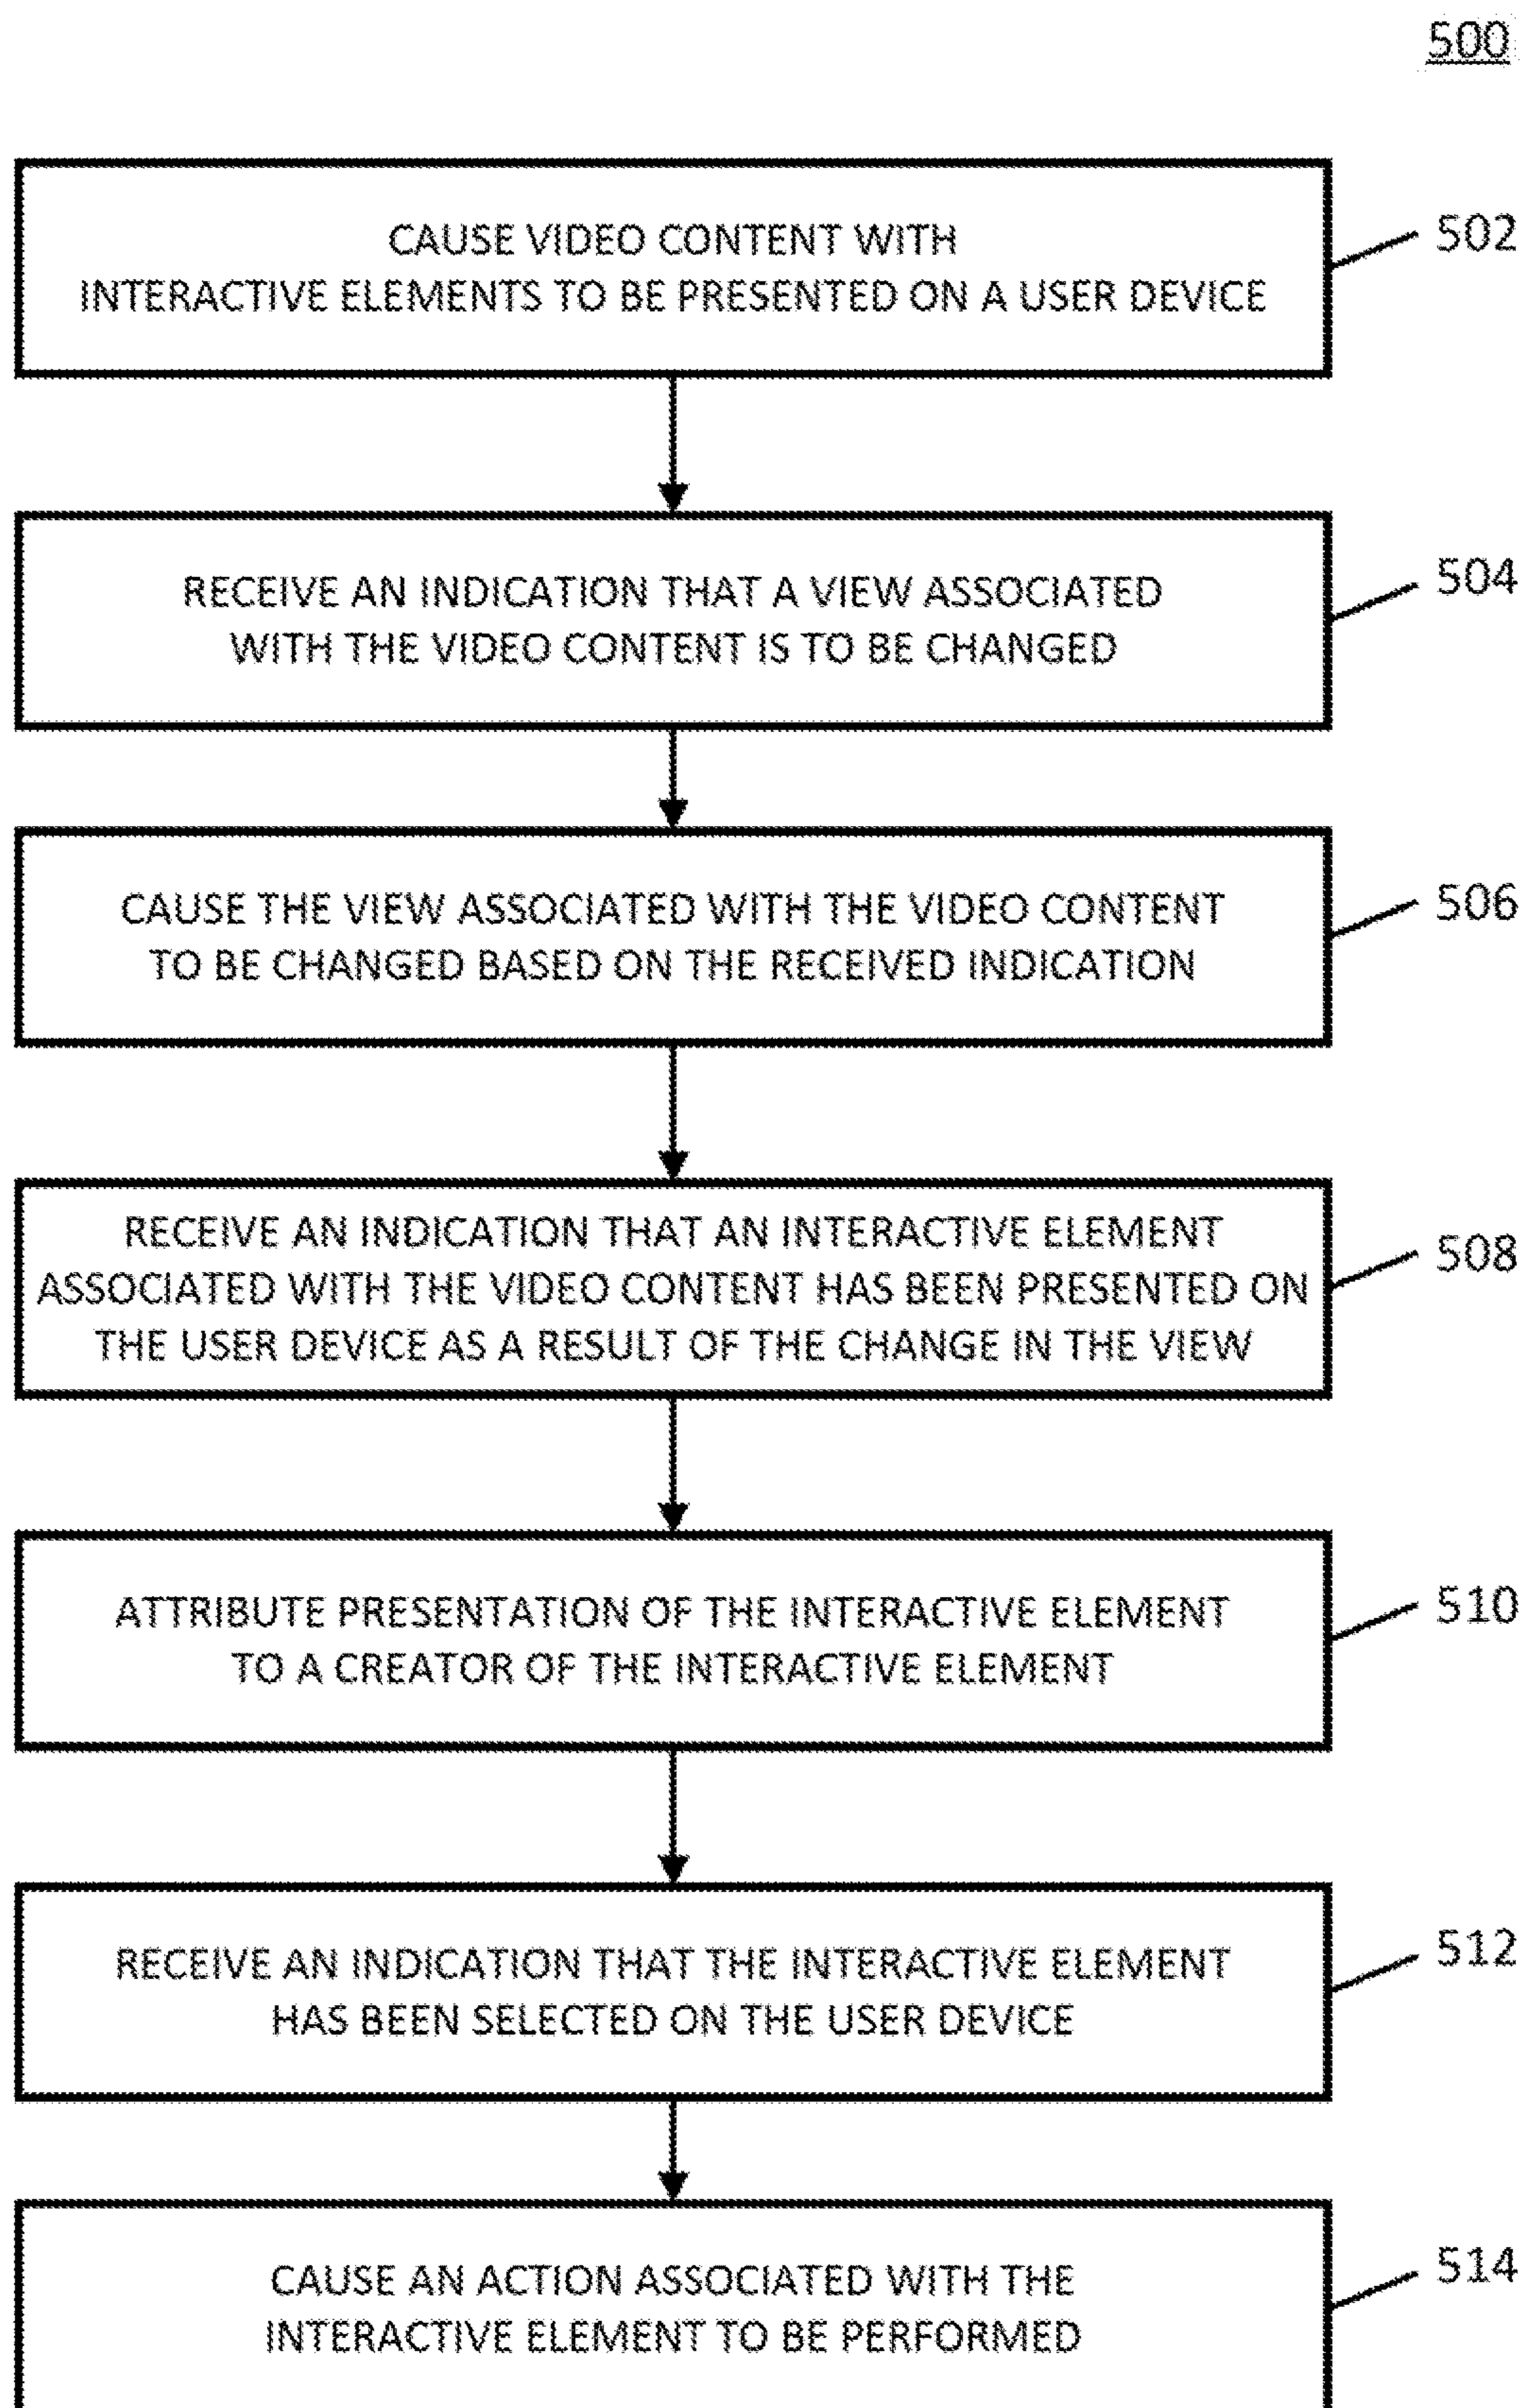 500
CAUSE VIDEO CONTENT WITH
INTERACTIVE ELEMENTS TO BE PRESENTED ON A USER DEVICE
502
RECEIVE AN INDICATION THAT A VIEW ASSOCIATED
WITH THE VIDEO CONTENT IS TO BE CHANGED
504
CAUSE THE VIEW ASSOCIATED WITH THE VIDEO CONTENT
TO BE CHANGED BASED ON THE RECEIVED INDICATION
506
RECEIVE AN INDICATION THAT AN INTERACTIVE ELEMENT
ASSOCIATED WITH THE VIDEO CONTENT HAS BEEN PRESENTED ON
THE USER DEVICE AS A RESULT OF THE CHANGE IN THE VIEW
508
ATTRIBUTE PRESENTATION OF THE INTERACTIVE ELEMENT
TO A CREATOR OF THE INTERACTIVE ELEMENT
510
RECEIVE AN INDICATION THAT THE INTERACTIVE ELEMENT
HAS BEEN SELECTED ON THE USER DEVICE
512
CAUSE AN ACTION ASSOCIATED WITH THE
INTERACTIVE ELEMENT TO BE PERFORMED
514